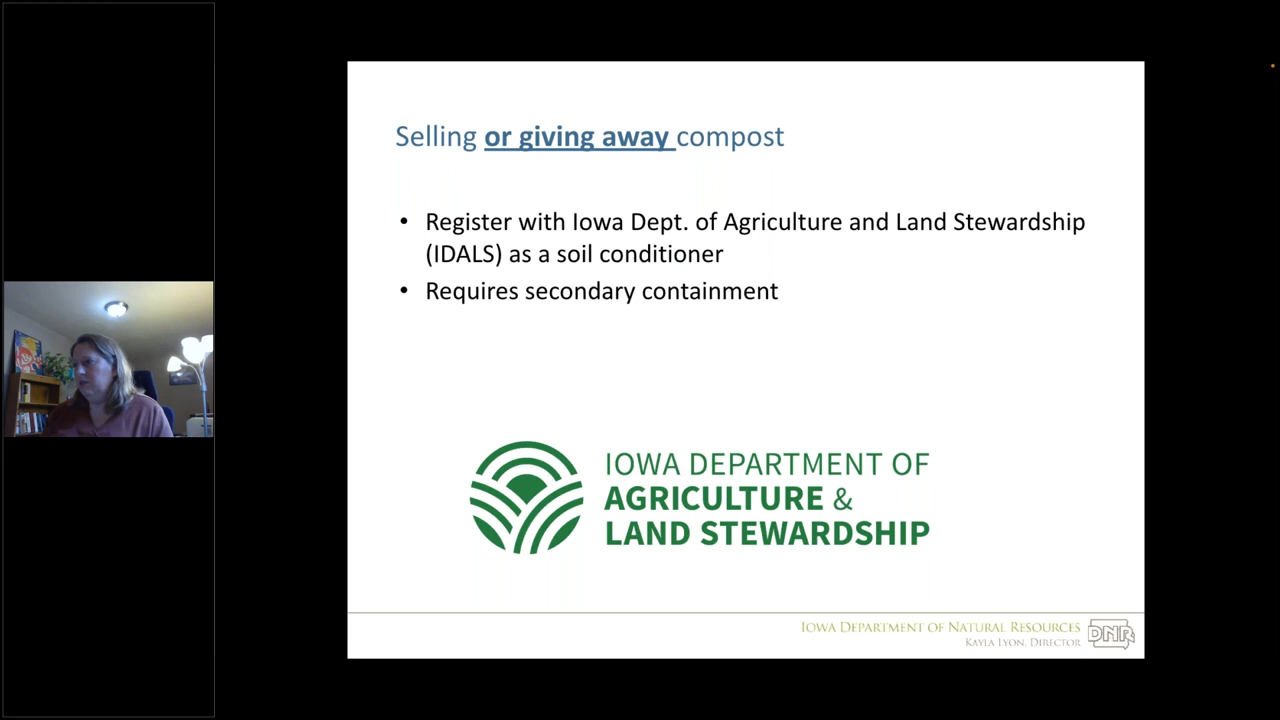 Selling or giving away compost
• Register with Iowa Dept. of Agriculture and Land Stewardship
(IDALS) as a soil conditioner
• Requires secondary containment
IOWA DEPARTMENT OF
AGRICULTURE &
LAND STEWARDSHIP
IOWA DEPARTMENT OF NATURAL RESOURCES
KAYLA LYON, DIRECTOR
DNR